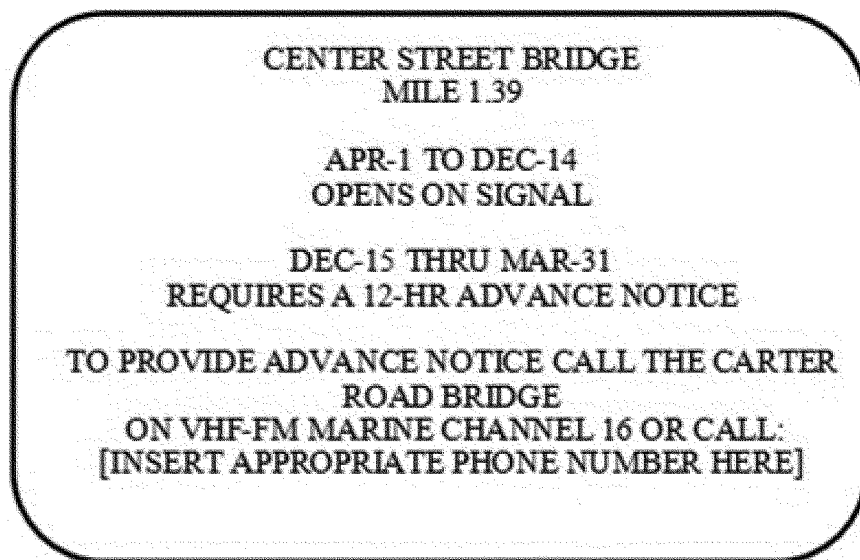 CENTER STREET BRIDGE
MILE 1.39
APR-1 TO DEC-14
OPENS ON SIGNAL
DEC-15 THRU MAR-31
REQUIRES A 12-HR ADVANCE NOTICE
TO PROVIDE ADVANCE NOTICE CALL THE CARTER
ROAD BRIDGE
ON VHF-FM MARINE CHANNEL 16 OR CALL:
[INSERT APPROPRIATE PHONE NUMBER HERE]